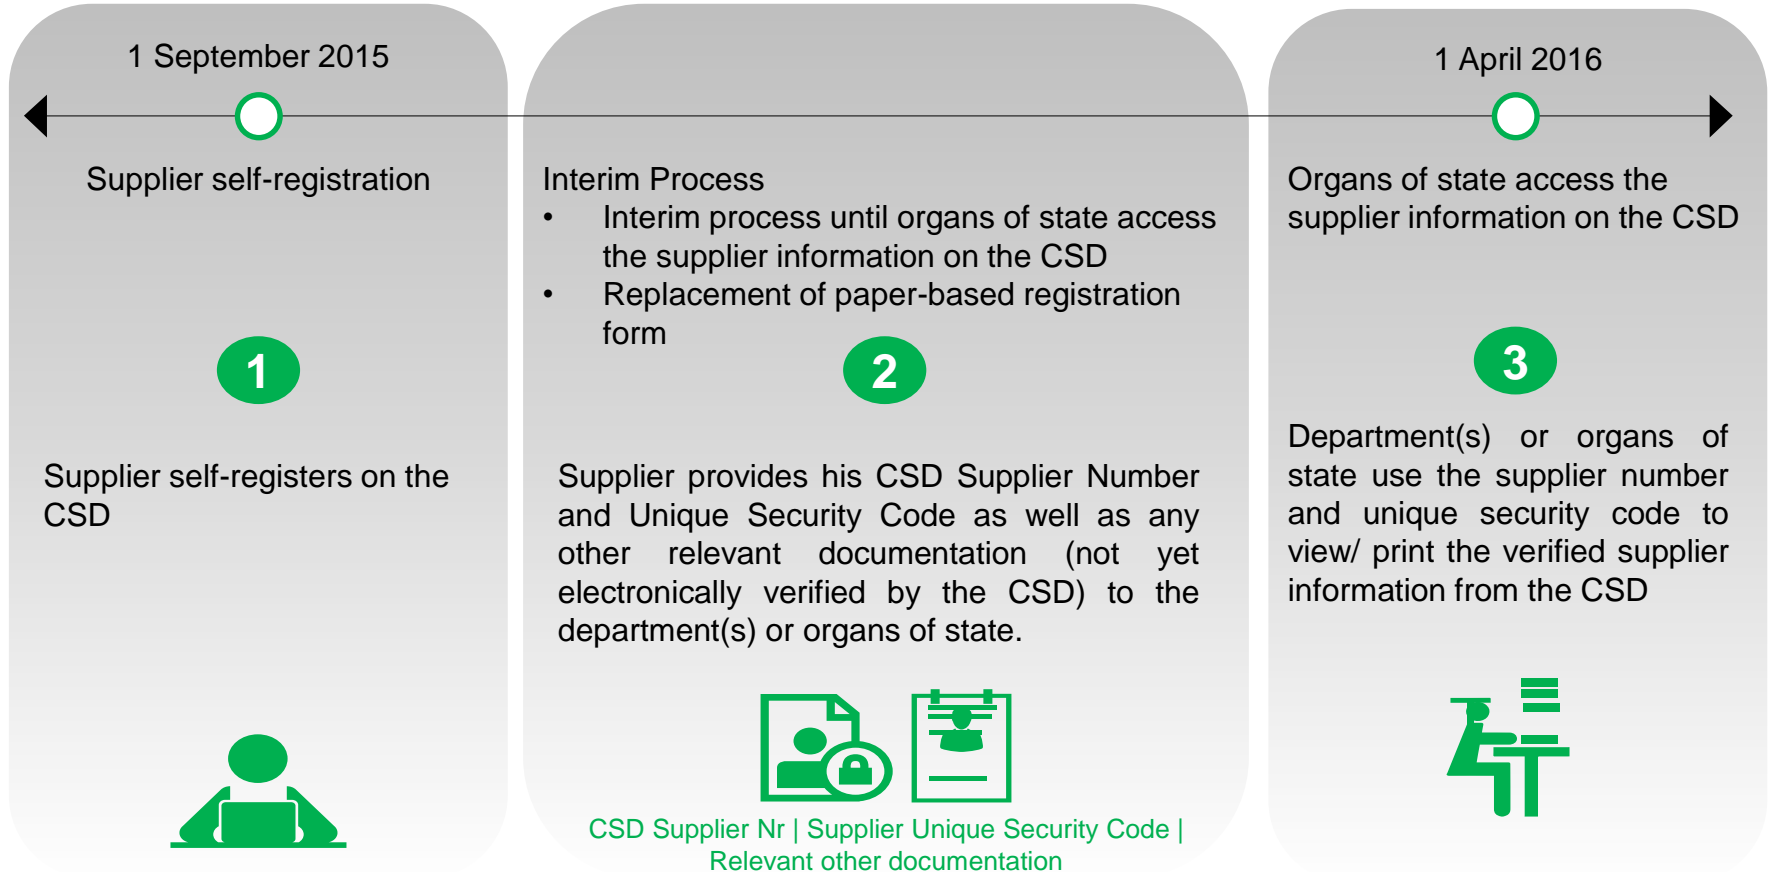 1 September 2015
Supplier self-registration
1
Supplier self-registers on the
CSD
Interim Process
• Interim process until organs of state access
the supplier information on the CSD
• Replacement of paper-based registration
form
2
Supplier provides his CSD Supplier Number
and Unique Security Code as well as any
other relevant documentation (not yet
electronically verified by the CSD) to the
department(s) or organs of state.
CSD Supplier Nr | Supplier Unique Security Code |
Relevant other documentation
1 April 2016
Organs of state access the
supplier information on the CSD
3
Department(s) or organs of
state use the supplier number
and unique security code to
view/ print the verified supplier
information from the CSD